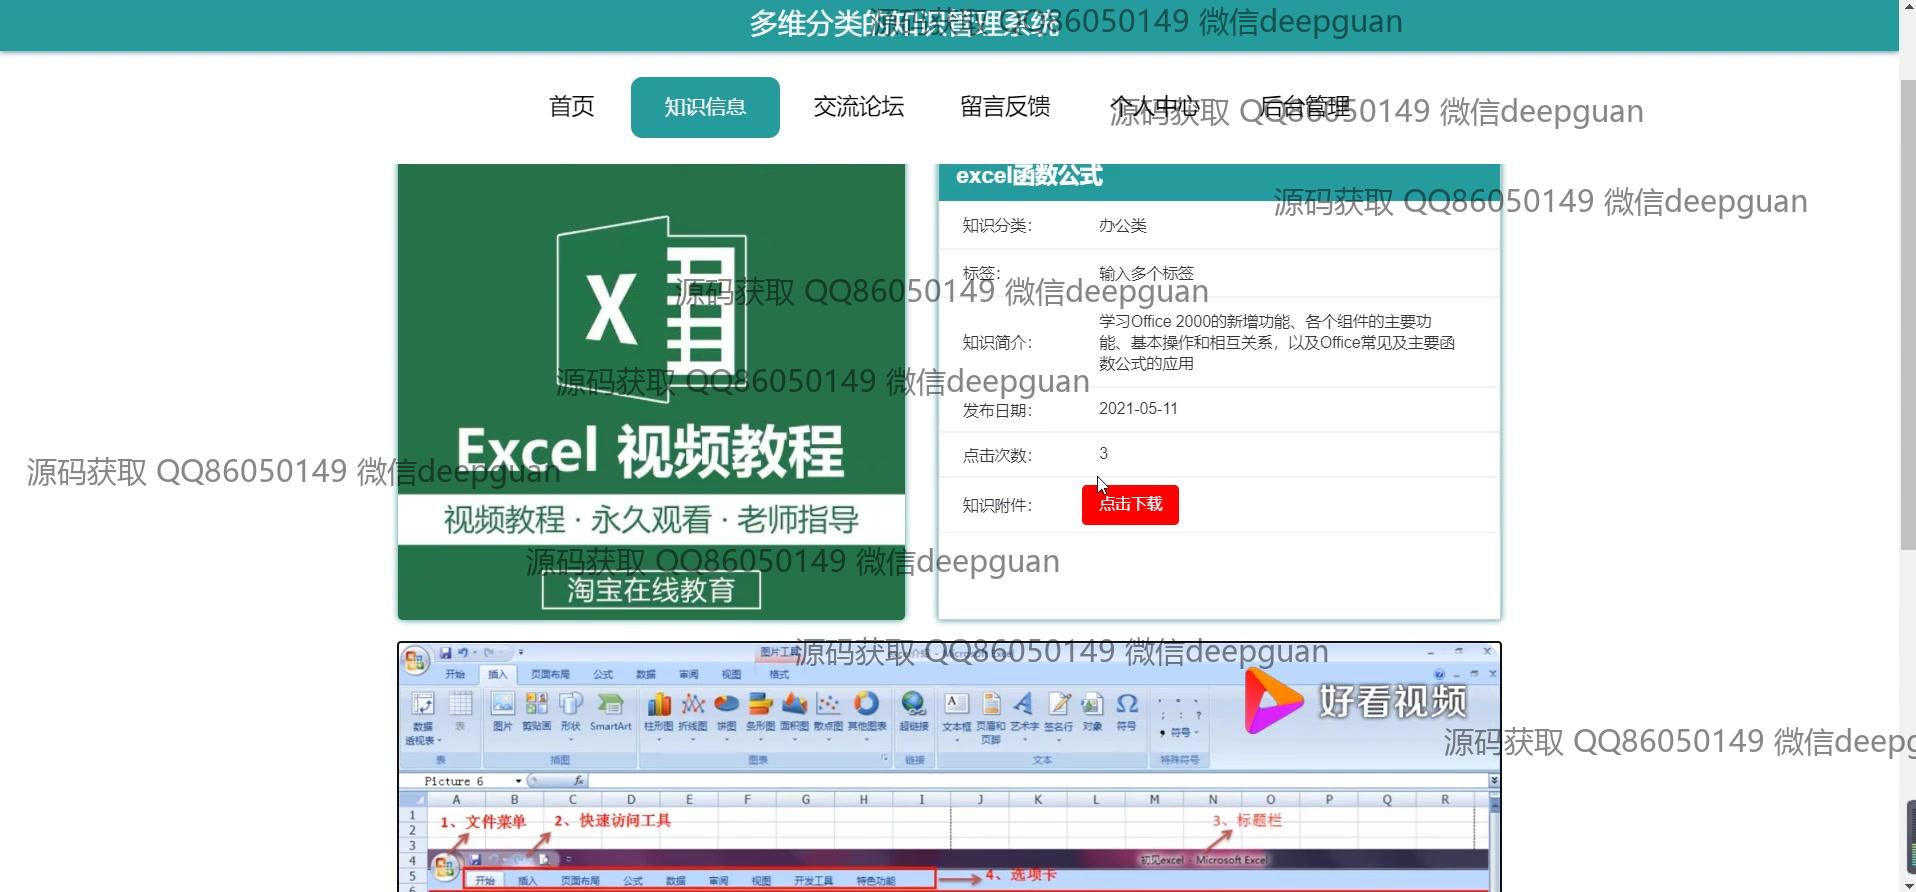 多维分类的知识管理系统
源码获取 QQ86050149 微信deepguan
首页
知识信息
交流论坛
留言反馈
个人中心
后台管理
源码获取 QQ86050149 微信deepguan
excel函数公式
源码获取 QQ86050149 微信deepguan
知识分类： 办公类
标签： 输入多个标签
源码获取 QQ86050149 微信deepguan
知识简介： 学习Office 2000的新增功能、各个组件的主要功
能、基本操作和相互关系，以及Office常见及主要函
数公式的应用
源码获取 QQ86050149 微信deepguan
发布日期： 2021-05-11
点击次数： 3
知识附件： 点击下载
X
Excel 视频教程
源码获取 QQ86050149 微信deepguan
视频教程 · 永久观看 · 老师指导
源码获取 QQ86050149 微信deepguan
淘宝在线教育
源码获取 QQ86050149 微信deepguan
图片工具
开始 插入 页面布局 公式 数据 审阅 视图 格式
好看视频
数据
透视表
表
图片 剪贴画 形状 SmartArt
柱形图 折线图 饼图 条形图 面积图 散点图 其他图表
超链接
文本框 页眉和
页脚
艺术字 签名行 对象 符号
符号
表 插图 图表 链接 文本 特殊符号
源码获取 QQ86050149 微信deepg
Picture 6 fx
A B C D E F G H I J K L M N O P Q R
1
2
3
4
5
6
1、文件菜单
2、快速访问工具
3、标题栏
初见excel - Microsoft Excel
开始 插入 页面布局 公式 数据 审阅 视图 开发工具 特色功能
4、选项卡